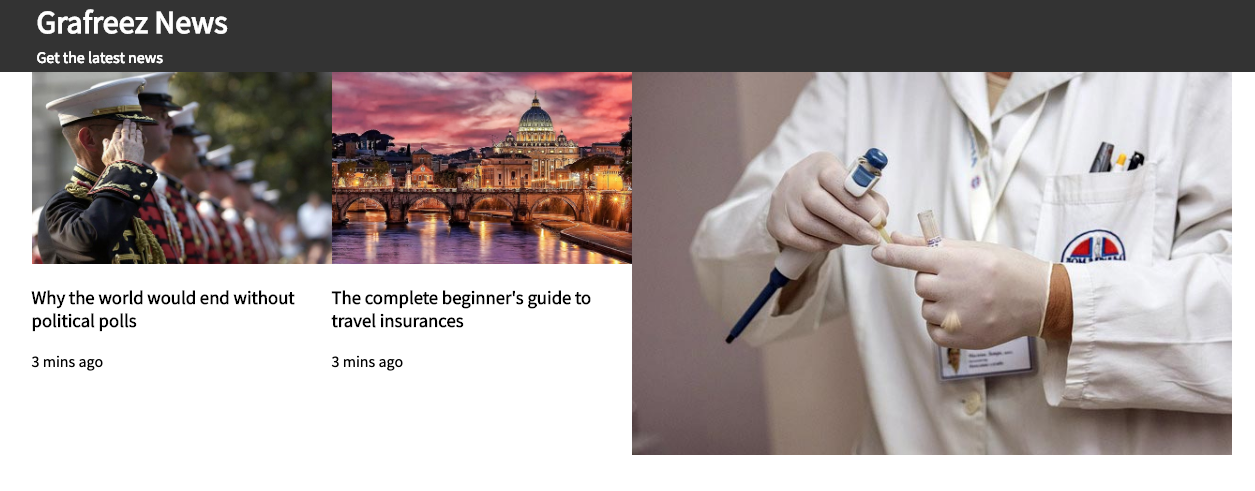 Grafreez News
Get the latest news
Why the world would end without
political polls
3 mins ago
The complete beginner's guide to
travel insurances
3 mins ago